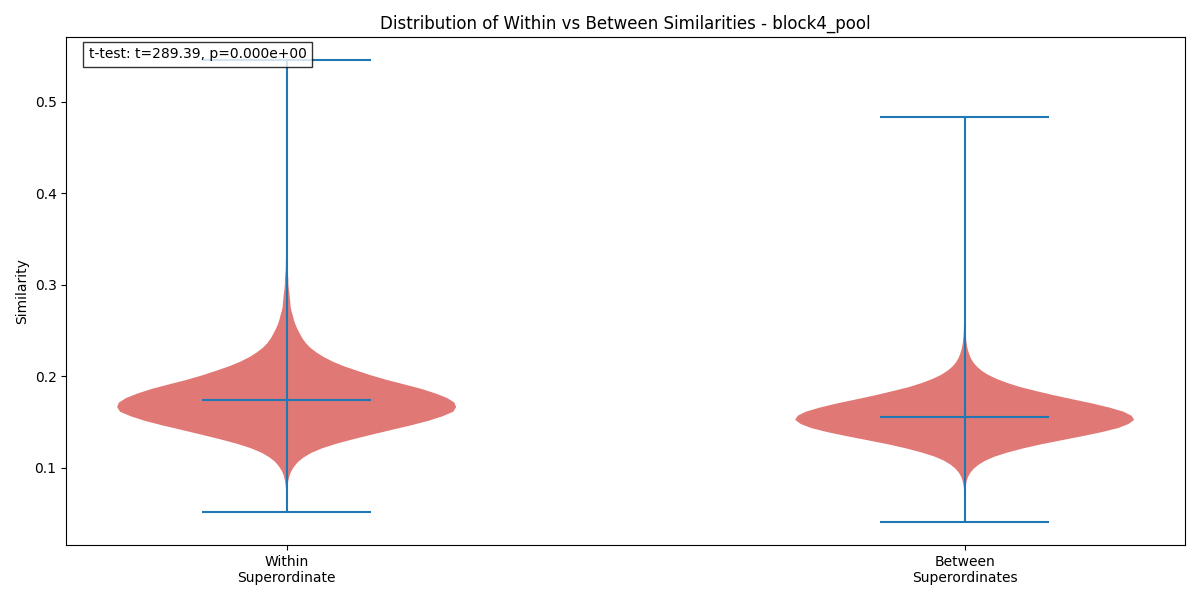 Distribution of Within vs Between Similarities - block4_pool
t-test: t=289.39, p=0.000e+00
Similarity
0.5
0.4
0.3
0.2
0.1
Within
Superordinate
Between
Superordinates